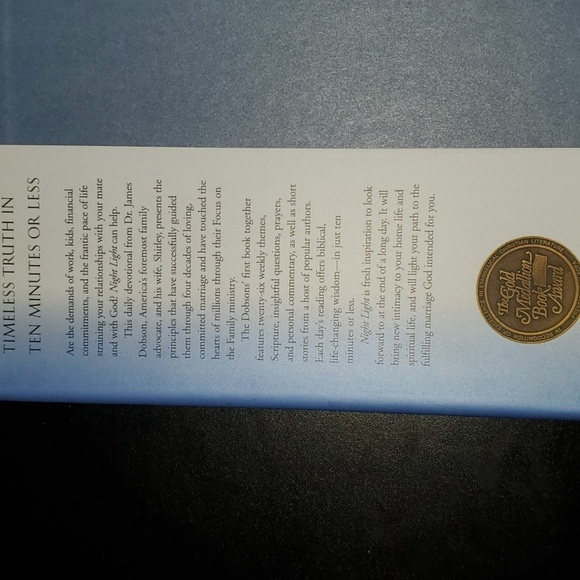 TIMELESS TRUTH IN
TEN MINUTES OR LESS
Are the demands of work, kids, financial
commitments, and the frantic pace of life
straining your relationships with your mate
and with God? Night Light can help.
This daily devotional from Dr. James
Dobson, America's foremost family
advocate, and his wife, Shirley, presents the
principles that have successfully guided
them through four decades of loving,
committed marriage and have touched the
hearts of millions through their Focus on
the Family ministry.
The Dobsons' first book together
features twenty-six weekly themes,
Scripture, insightful questions, prayers,
and personal commentary, as well as short
stories from a host of popular authors.
Each day's reading offers biblical,
life-changing wisdom—in just ten
minutes or less.
Night Light is fresh inspiration to look
forward to at the end of a long day. It will
bring new intimacy to your home life and
spiritual life, and will light your path to the
fulfilling marriage God intended for you.
The Gold
Medallion
Book
Award
CHRISTIAN LITERATURE
IN RECOGNITION OF